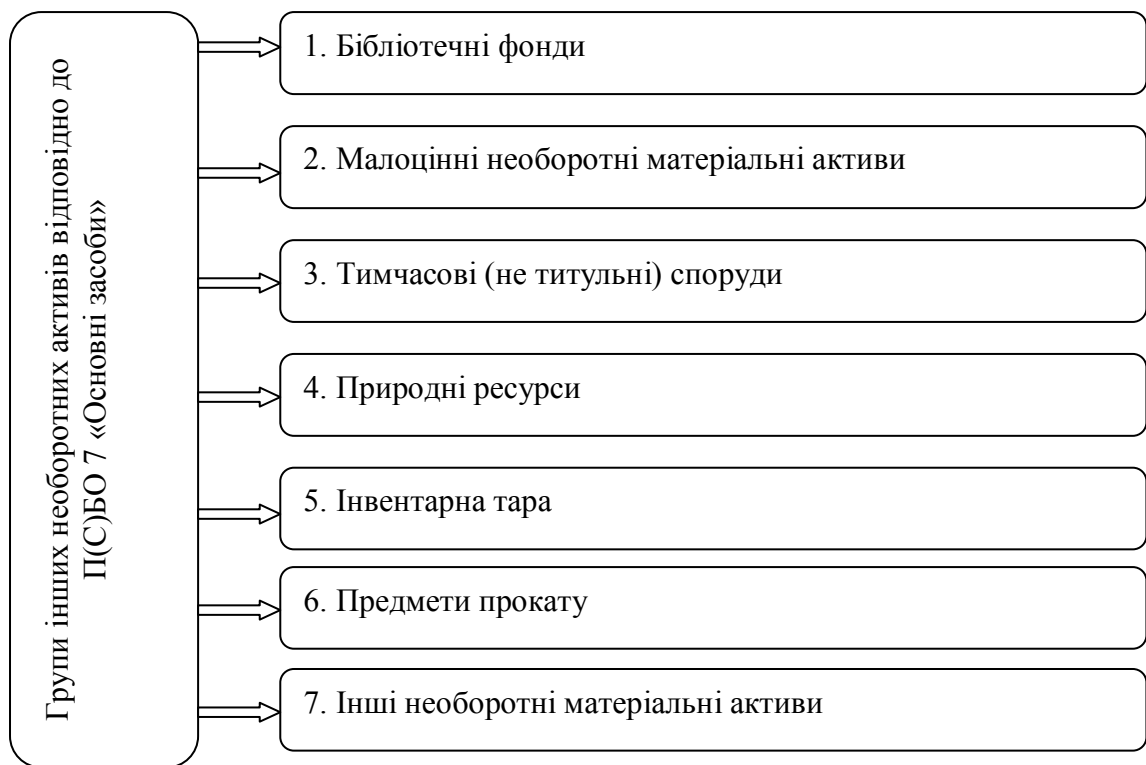 Групи інших необоротних активів відповідно до
П(С)БО 7 «Основні засоби»
1. Бібліотечні фонди
2. Малоцінні необоротні матеріальні активи
3. Тимчасові (не титульні) споруди
4. Природні ресурси
5. Інвентарна тара
6. Предмети прокату
7. Інші необоротні матеріальні активи